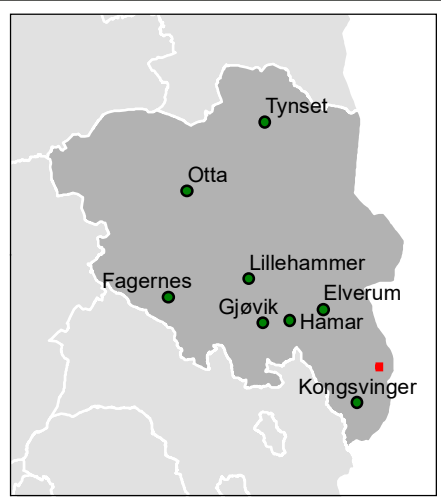 Tynset
Otta
Lillehammer
Fagernes
Elverum
Gjøvik
Hamar
Kongsvinger